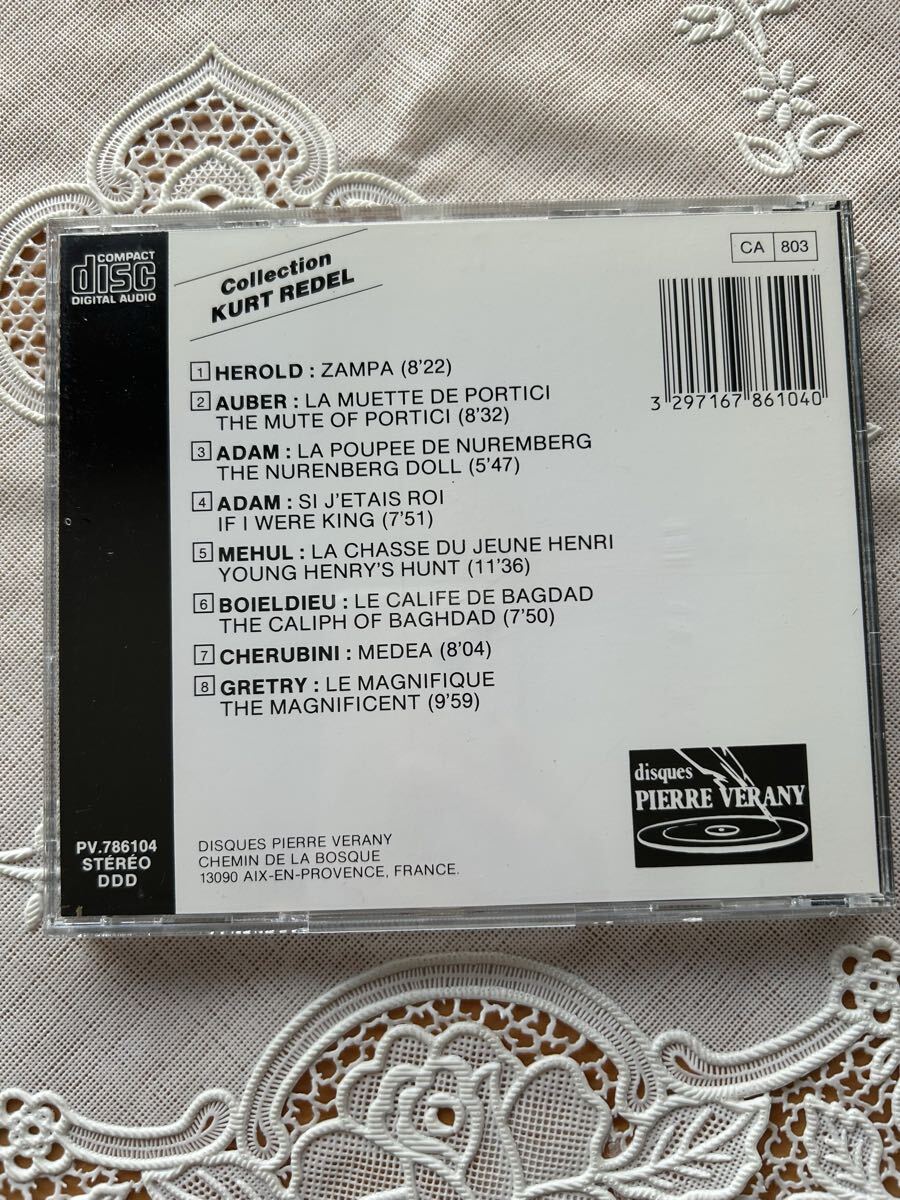 COMPACT
disc
DIGITAL AUDIO
Collection
KURT REDEL
CA 803
1 HEROLD : ZAMPA (8'22)
2 AUBER : LA MUETTE DE PORTICI
THE MUTE OF PORTICI (8'32)
3 ADAM : LA POUPEE DE NUREMBERG
THE NURENBERG DOLL (5'47)
4 ADAM : SI J'ETAIS ROI
IF I WERE KING (7'51)
5 MEHUL : LA CHASSE DU JEUNE HENRI
YOUNG HENRY'S HUNT (11'36)
6 BOIELDIEU : LE CALIFE DE BAGDAD
THE CALIPH OF BAGHDAD (7'50)
7 CHERUBINI : MEDEA (8'04)
8 GRETRY : LE MAGNIFIQUE
THE MAGNIFICENT (9'59)
3 297167 861040
disques
PIERRE VERANY
PV.786104
STÉRÉO
DDD
DISQUES PIERRE VERANY
CHEMIN DE LA BOSQUE
13090 AIX-EN-PROVENCE, FRANCE.